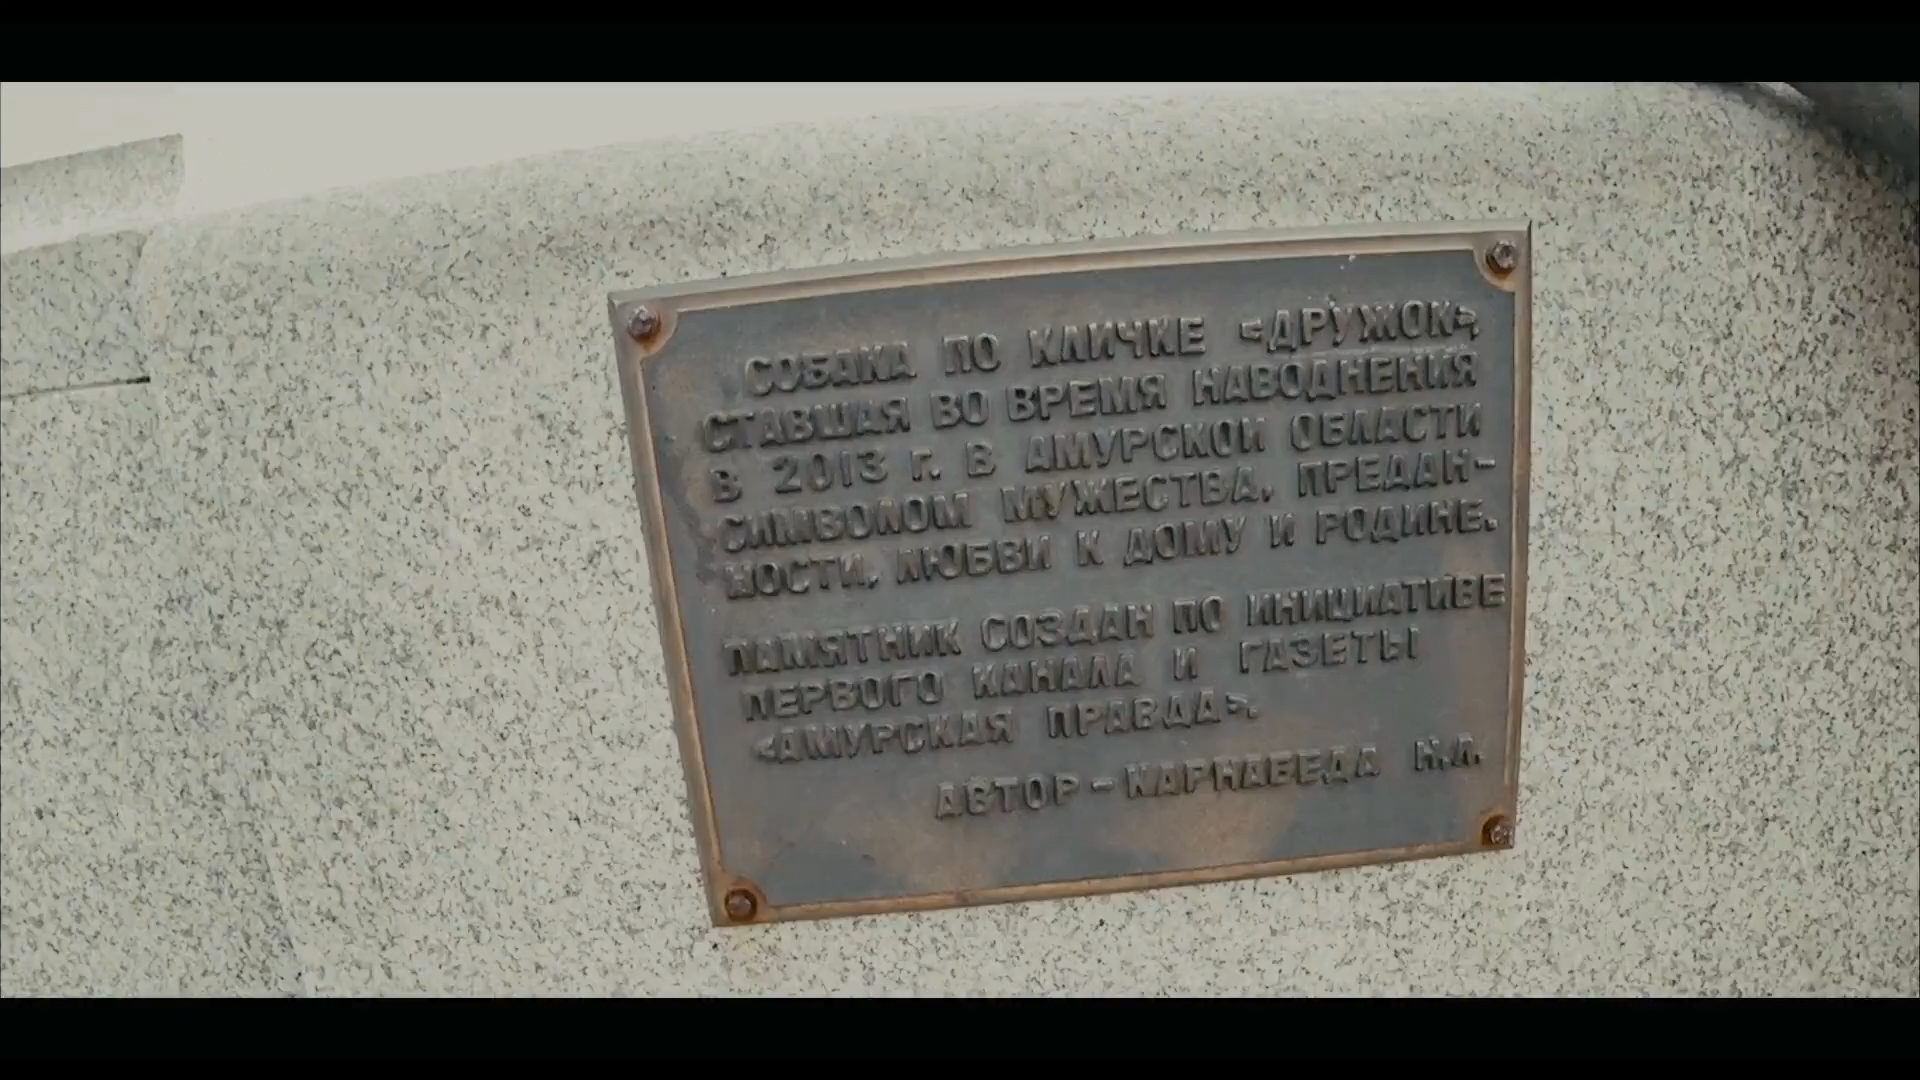 СОБАКА ПО КЛИЧКЕ «ДРУЖОК»,
СТАВШАЯ ВО ВРЕМЯ НАВОДНЕНИЯ
В 2013 Г. В АМУРСКОЙ ОБЛАСТИ
СИМВОЛОМ МУЖЕСТВА, ПРЕДАН-
НОСТИ, ЛЮБВИ К ДОМУ И РОДИНЕ.
ПАМЯТНИК СОЗДАН ПО ИНИЦИАТИВЕ
ПЕРВОГО КАНАЛА И ГАЗЕТЫ
«АМУРСКАЯ ПРАВДА».
АВТОР - КАРНАБЕДА Н.Л.